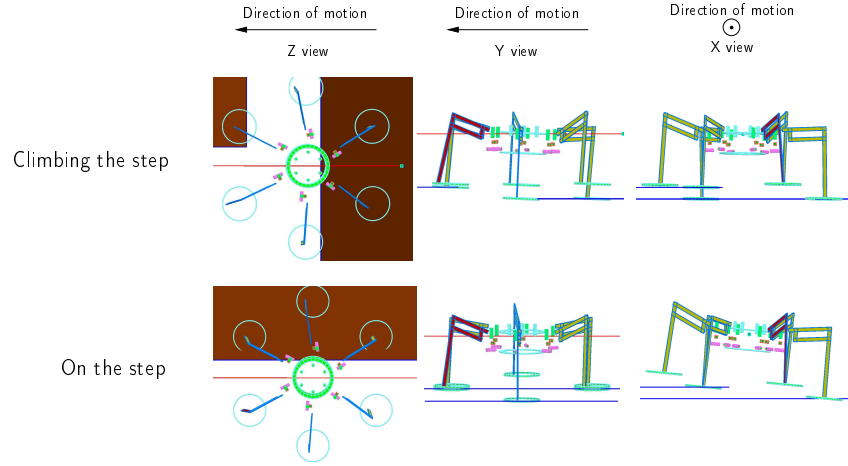 Direction of motion
Direction of motion
Direction of motion
Z view
Y view
X view
Climbing the step
On the step